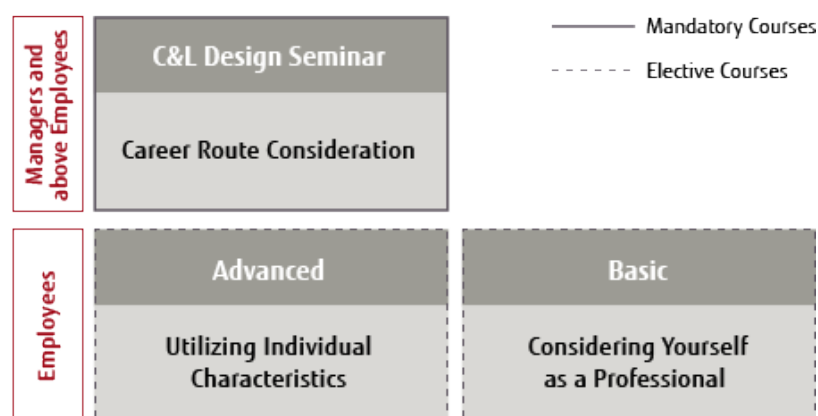 Managers and
above Employees
C&L Design Seminar
Career Route Consideration
Mandatory Courses
Elective Courses
Employees
Advanced
Utilizing Individual
Characteristics
Basic
Considering Yourself
as a Professional